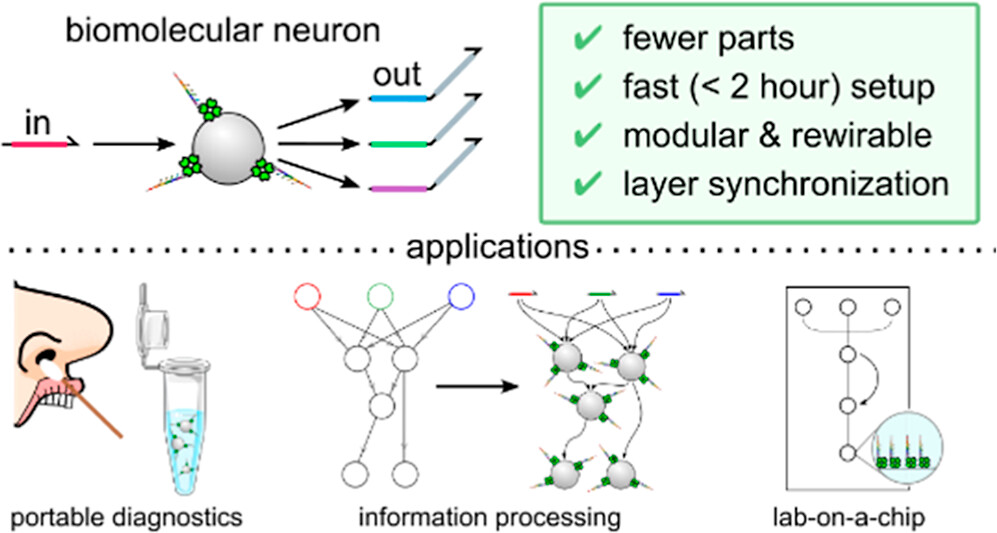 biomolecular neuron
in
out
✔ fewer parts
✔ fast (< 2 hour) setup
✔ modular & rewirable
✔ layer synchronization
applications
portable diagnostics
information processing
lab-on-a-chip